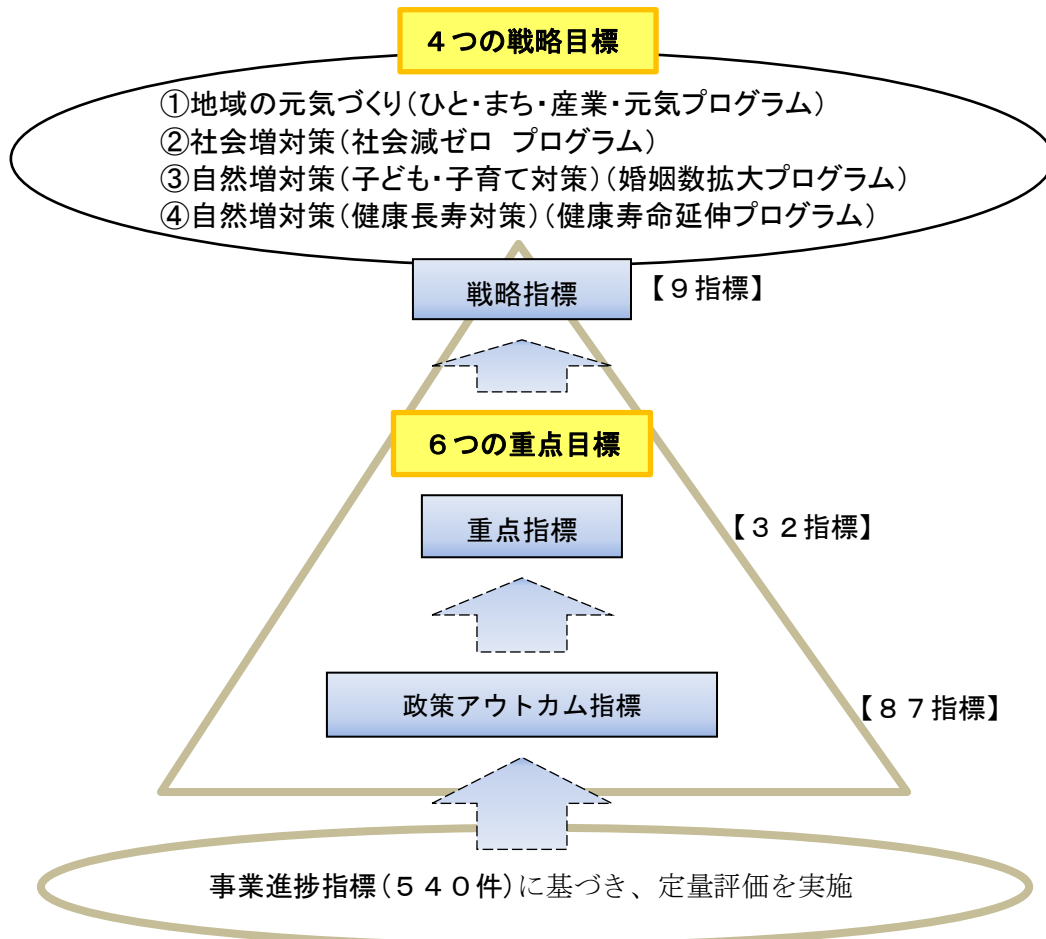 ４つの戦略目標
①地域の元気づくり(ひと・まち・産業・元気プログラム)
②社会増対策(社会減ゼロ　プログラム)
③自然増対策(子ども・子育て対策)(婚姻数拡大プログラム)
④自然増対策(健康長寿対策)(健康寿命延伸プログラム)
戦略指標
【９指標】
６つの重点目標
重点指標
【３２指標】
政策アウトカム指標
【８７指標】
事業進捗指標(５４０件)に基づき、定量評価を実施